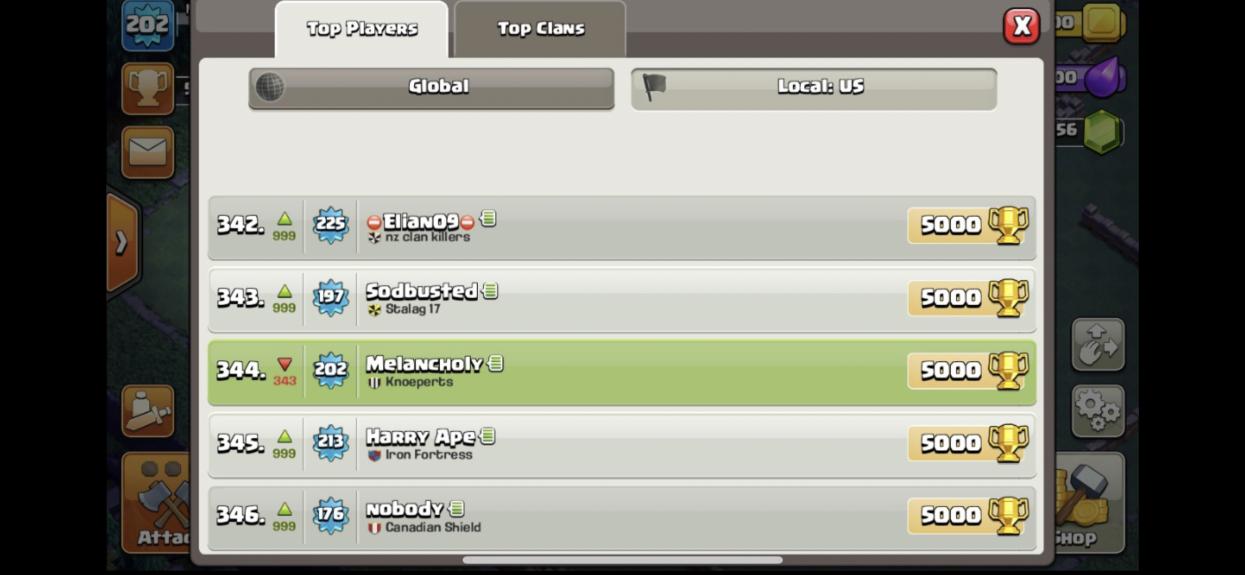 202
Top Players
Top Clans
X
Global
Local: US
00
56
342.
999
225
Elian09
nz clan killers
5000
343.
999
197
Sodbusted
Stalag 17
5000
344.
343
202
Melancholy
Knoeperts
5000
345.
999
213
Harry Ape
Iron Fortress
5000
346.
999
176
nobody
Canadian Shield
5000
Attac
Shop